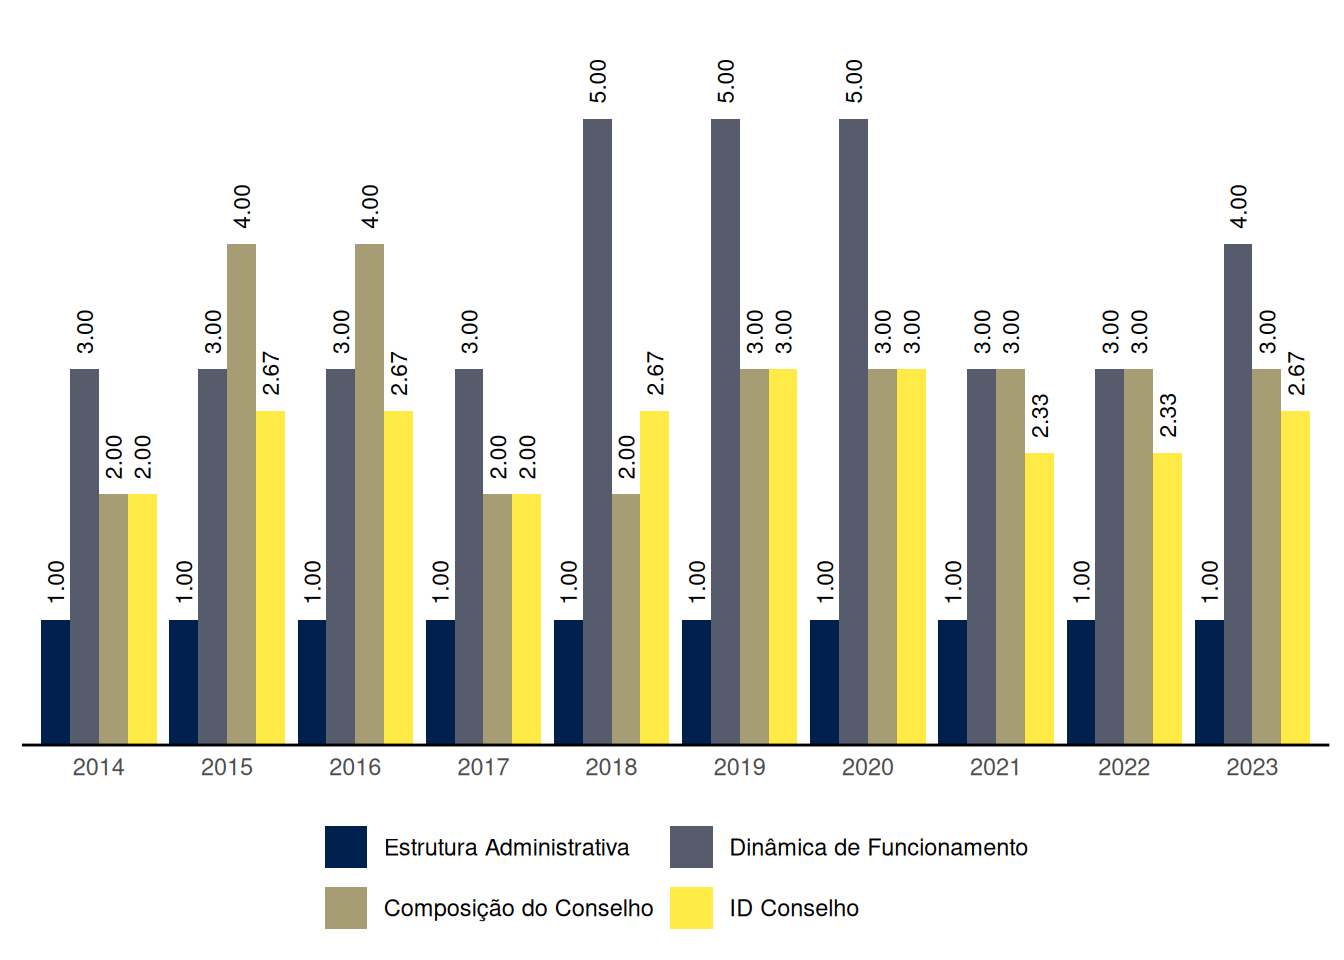 5.00 5.00 5.00
4.00 4.00 4.00
3.00 3.00 3.00 3.00 3.00 3.00 3.00 3.00 3.00 3.00 3.00 3.00 3.00
2.67 2.67 2.67 2.67
2.33 2.33
2.00 2.00 2.00 2.00 2.00
1.00 1.00 1.00 1.00 1.00 1.00 1.00 1.00 1.00 1.00
2014 2015 2016 2017 2018 2019 2020 2021 2022 2023
Estrutura Administrativa Dinâmica de Funcionamento
Composição do Conselho ID Conselho